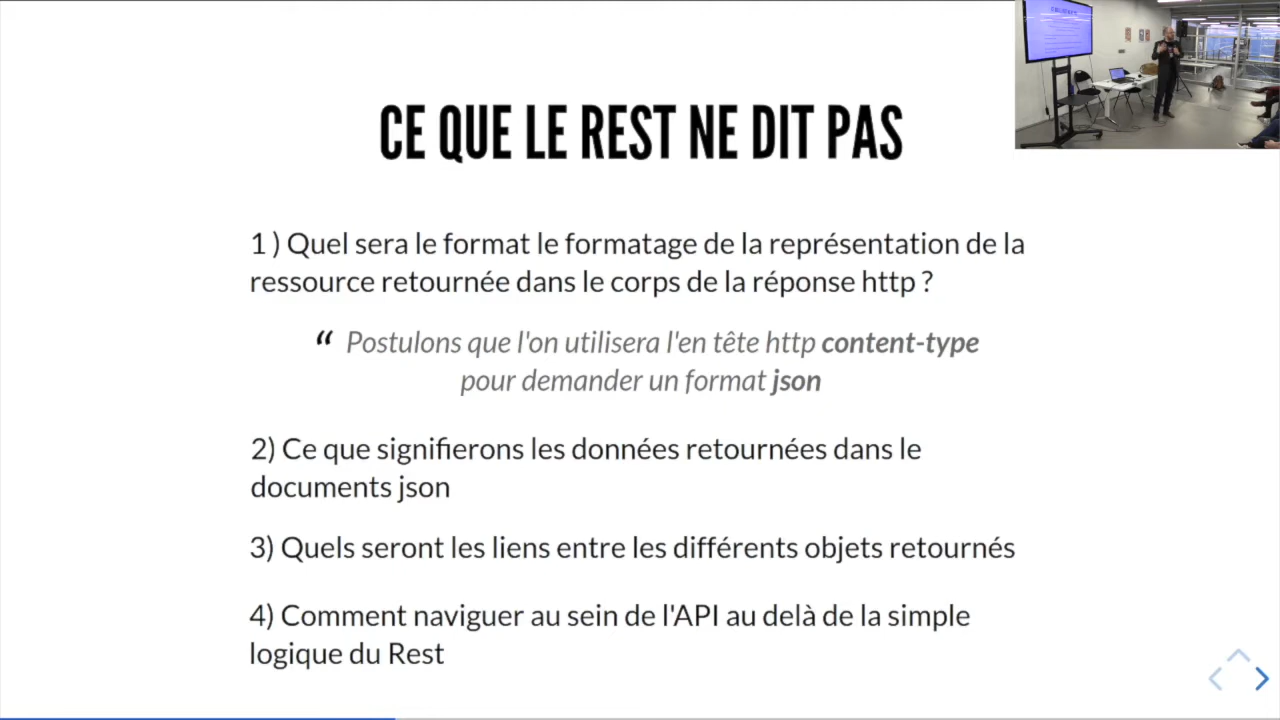 CE QUE LE REST NE DIT PAS
1 ) Quel sera le format le formatage de la représentation de la
ressource retournée dans le corps de la réponse http ?
“ Postulons que l'on utilisera l'en tête http content-type
pour demander un format json
2) Ce que signifierons les données retournées dans le
documents json
3) Quels seront les liens entre les différents objets retournés
4) Comment naviguer au sein de l'API au delà de la simple
logique du Rest